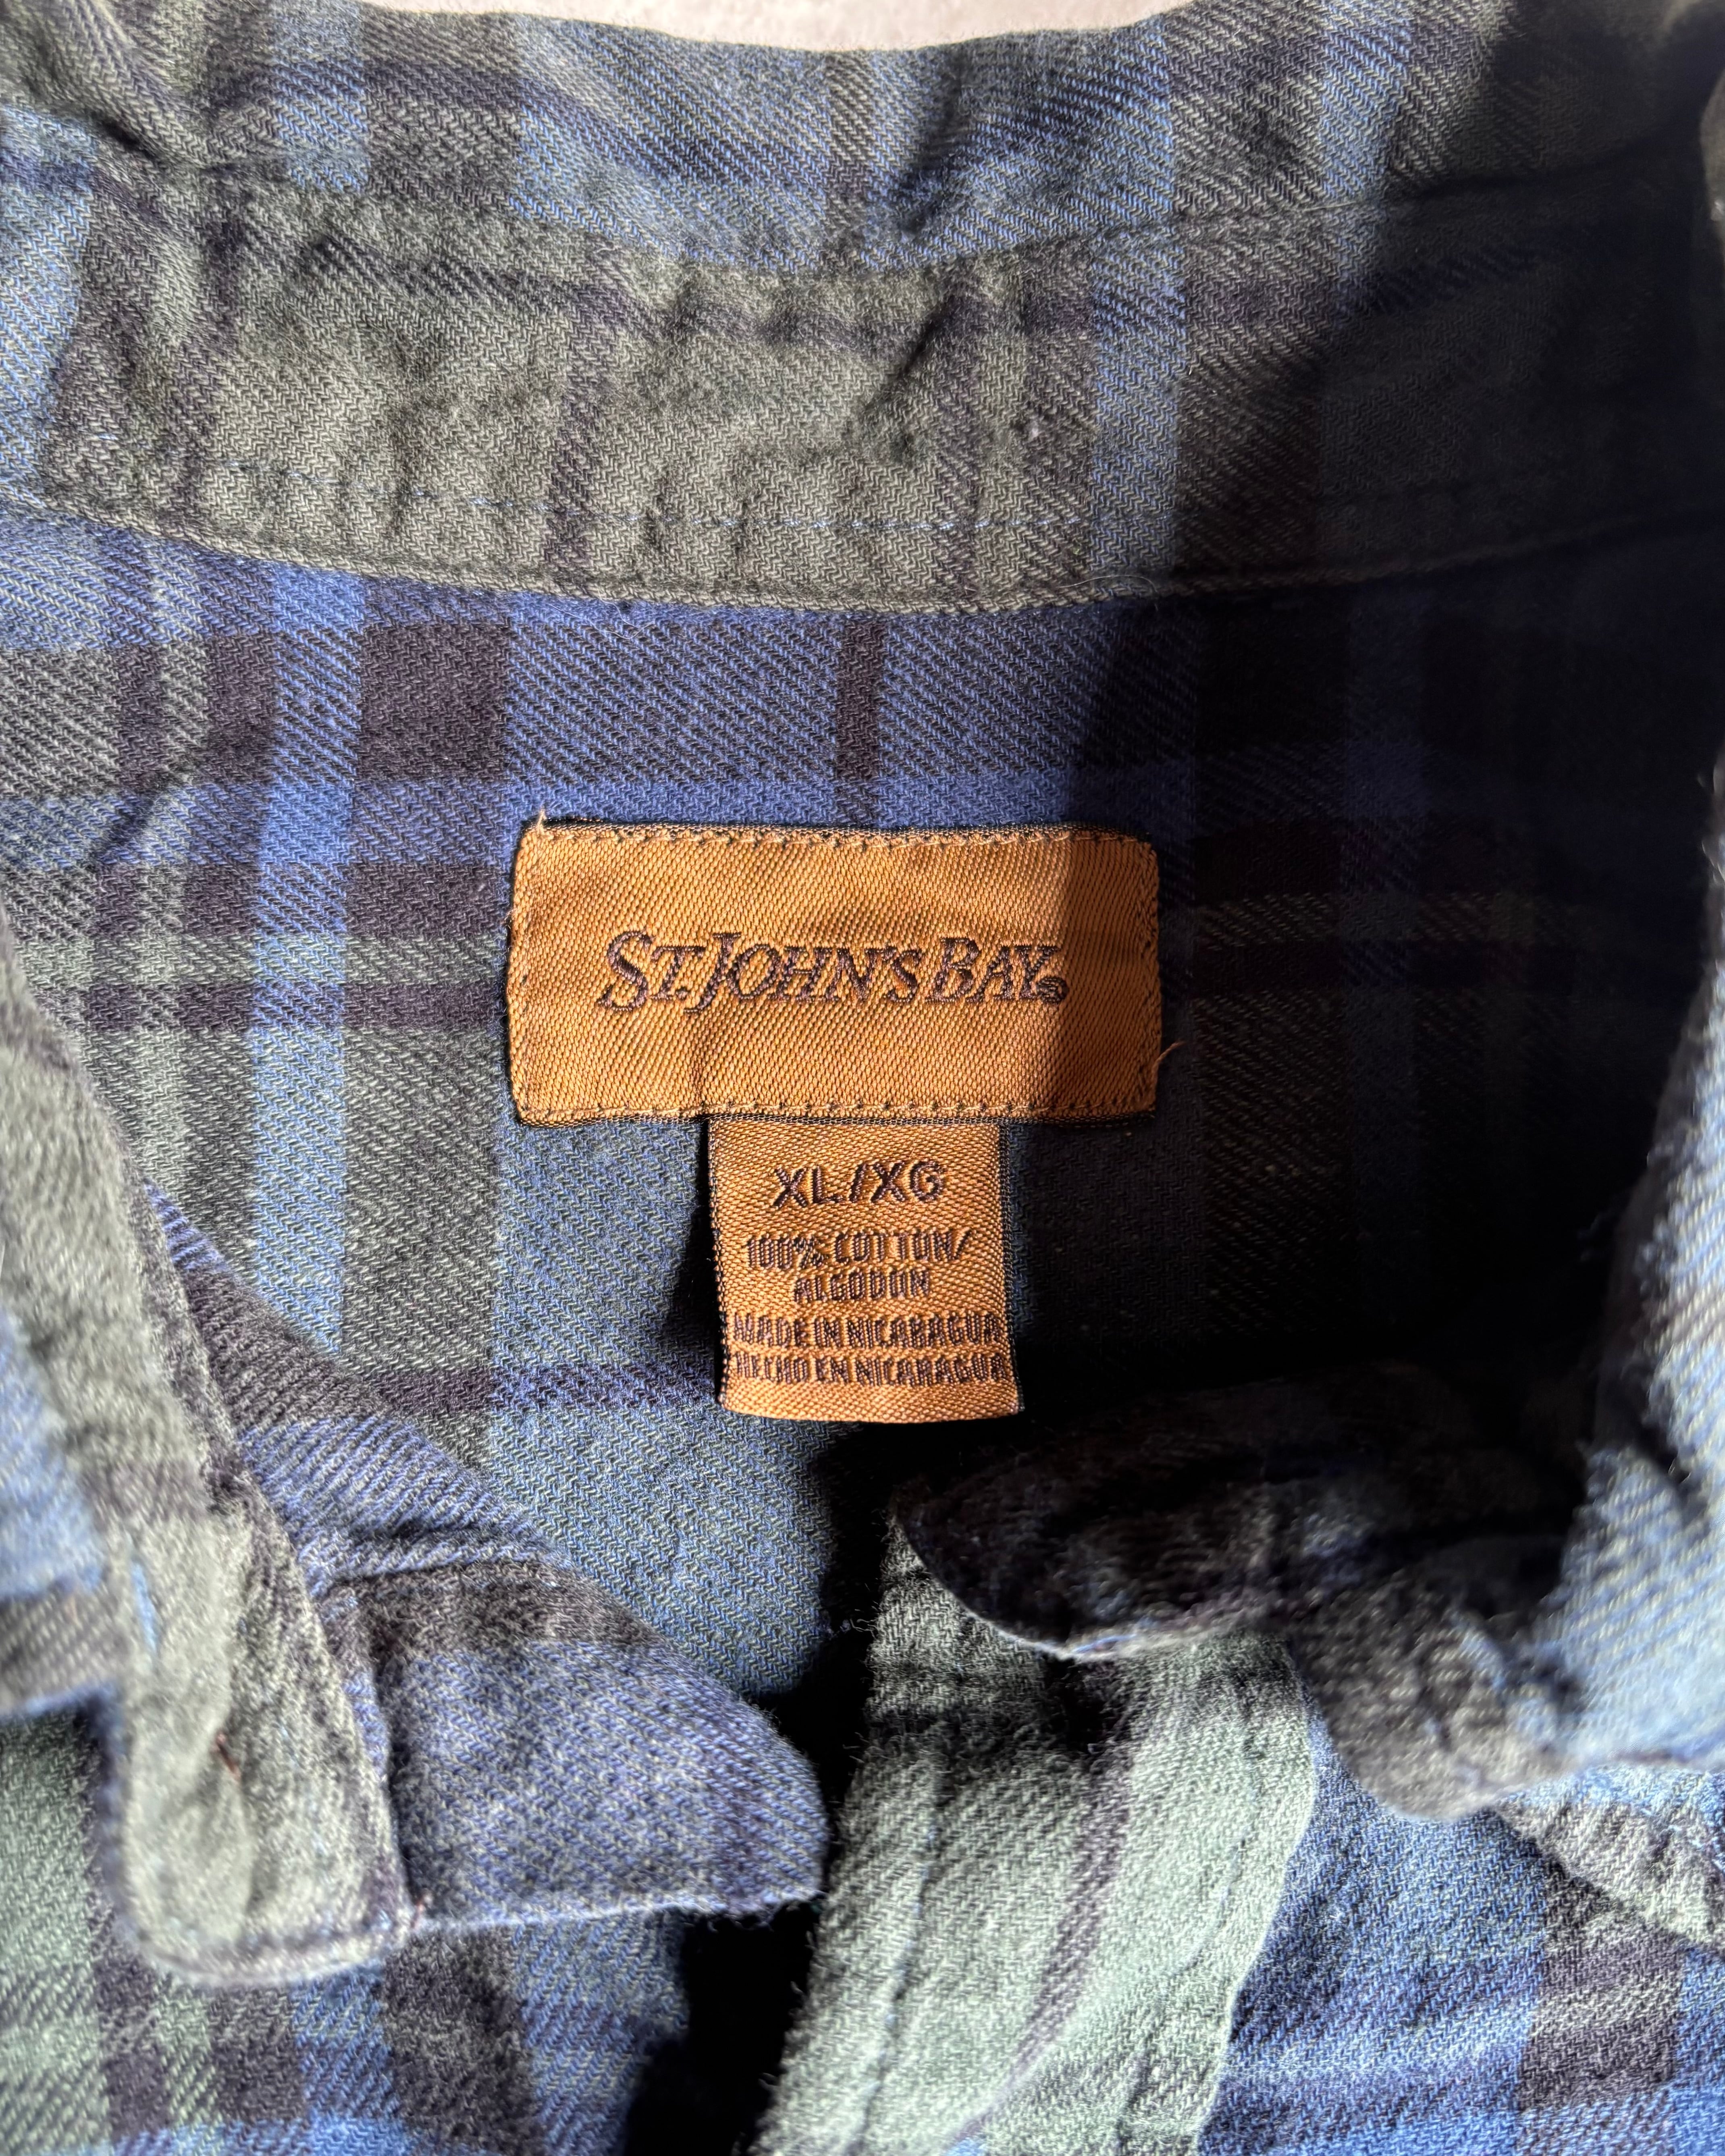 ST. JOHN'S BAY®
XL/XG
100% COTTON/
ALGODON
MADE IN NICARAGUA
HECHO EN NICARAGUA